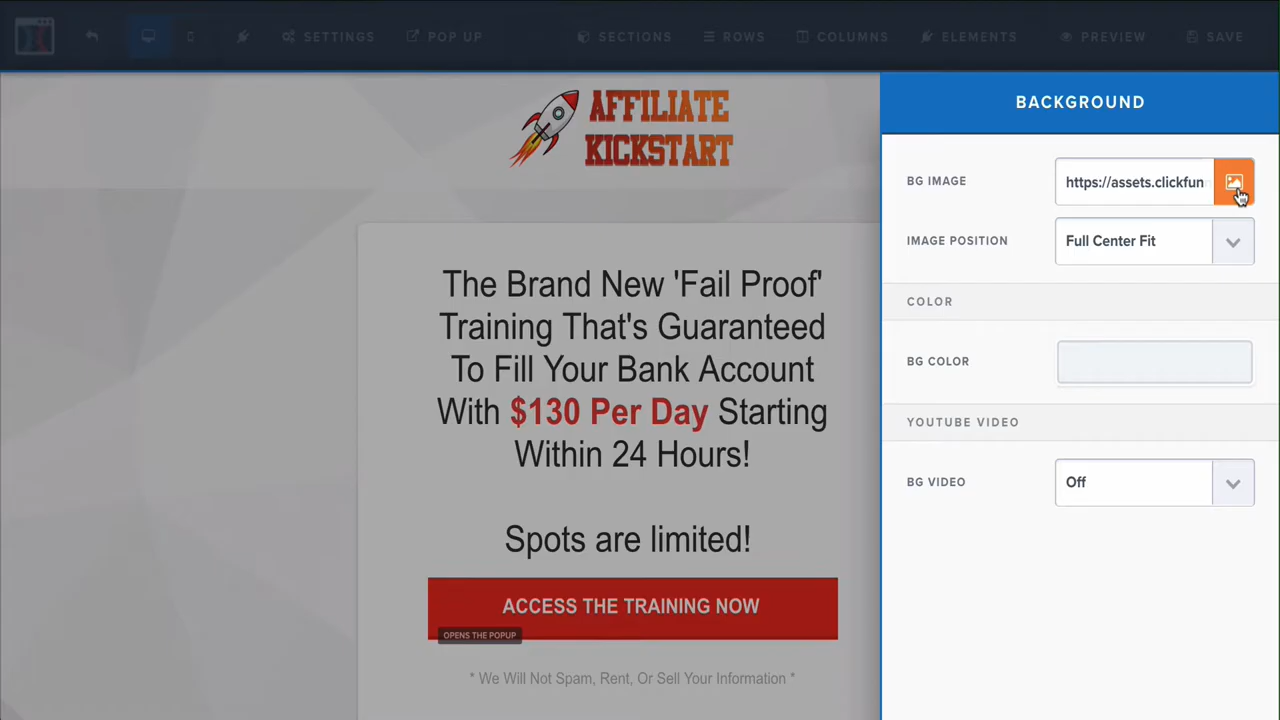 SETTINGS
POP UP
SECTIONS
ROWS
COLUMNS
ELEMENTS
PREVIEW
SAVE
AFFILIATE
KICKSTART
The Brand New 'Fail Proof'
Training That's Guaranteed
To Fill Your Bank Account
With $130 Per Day Starting
Within 24 Hours!
Spots are limited!
ACCESS THE TRAINING NOW
OPENS THE POPUP
* We Will Not Spam, Rent, Or Sell Your Information *
BACKGROUND
BG IMAGE
https://assets.clickfun
IMAGE POSITION
Full Center Fit
COLOR
BG COLOR
YOUTUBE VIDEO
BG VIDEO
Off